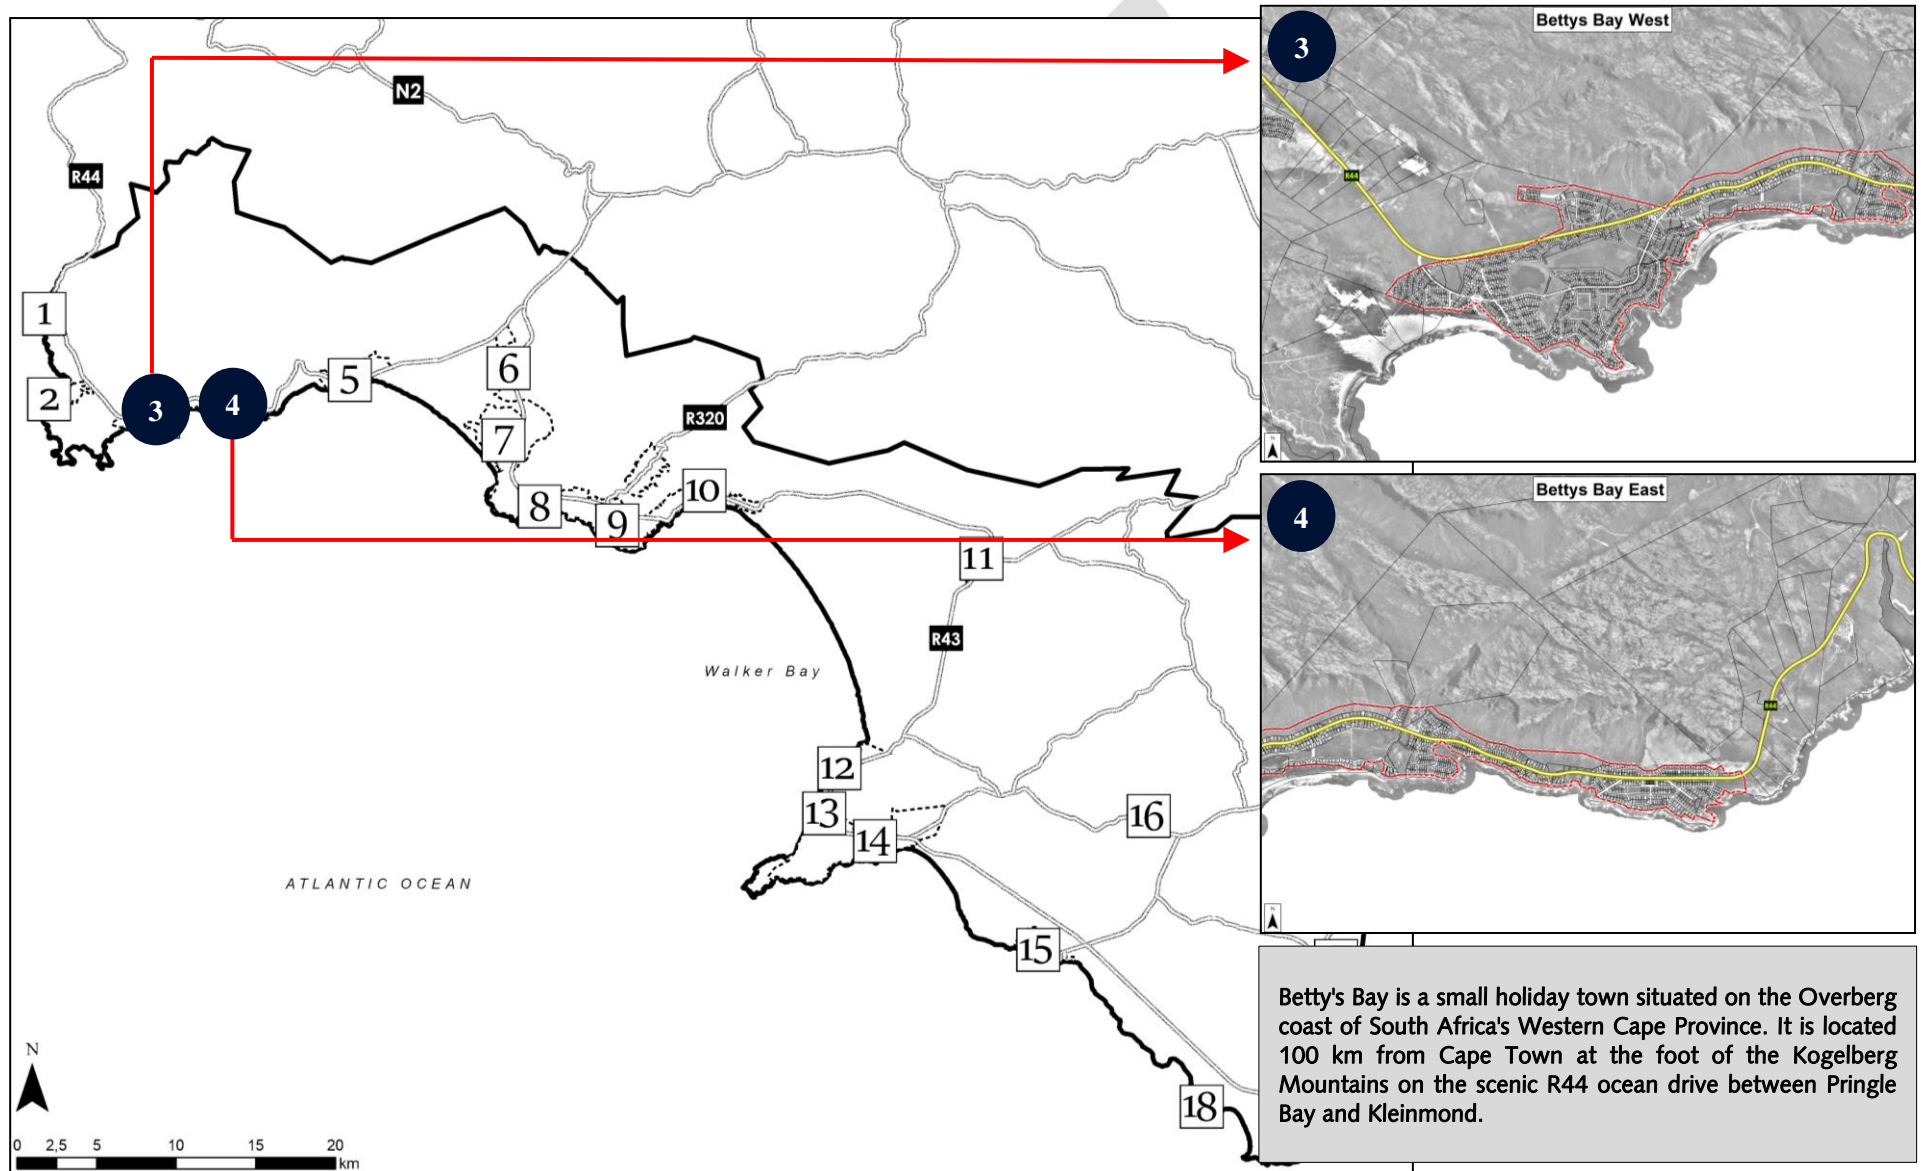 Bettys Bay West
3
R44
N
N2
R44
1
2
3
4
5
6
7
R320
8
9
10
11
Bettys Bay East
4
R44
N
R43
Walker Bay
12
13
14
16
ATLANTIC OCEAN
15
18
N
0 2,5 5 10 15 20
km
Betty's Bay is a small holiday town situated on the Overberg
coast of South Africa's Western Cape Province. It is located
100 km from Cape Town at the foot of the Kogelberg
Mountains on the scenic R44 ocean drive between Pringle
Bay and Kleinmond.